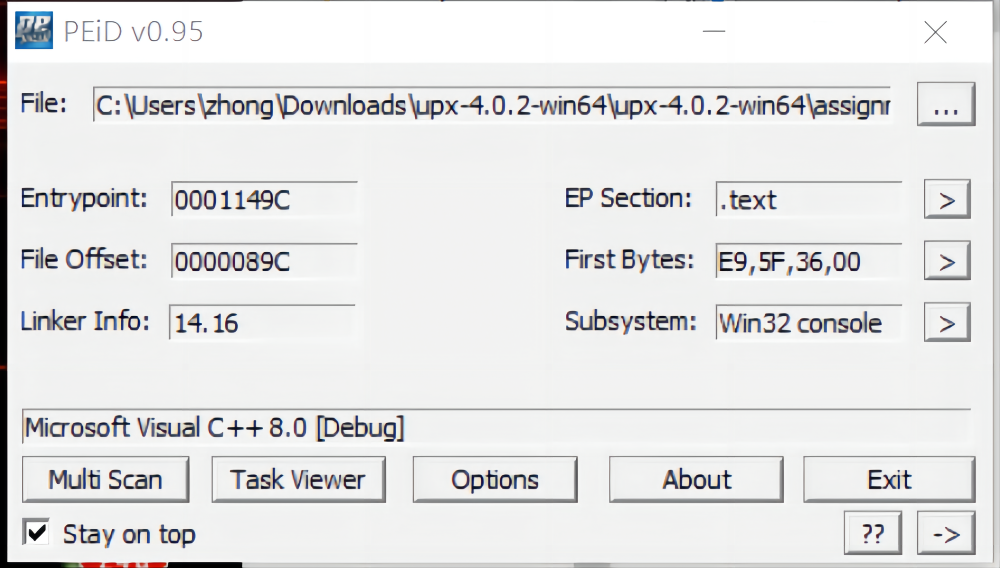 PEiD v0.95
File: C:\Users\zhong\Downloads\upx-4.0.2-win64\upx-4.0.2-win64\assignr ...
Entrypoint: 0001149C EP Section: .text >
File Offset: 0000089C First Bytes: E9,5F,36,00 >
Linker Info: 14.16 Subsystem: Win32 console >
Microsoft Visual C++ 8.0 [Debug]
Multi Scan Task Viewer Options About Exit
Stay on top ?? ->